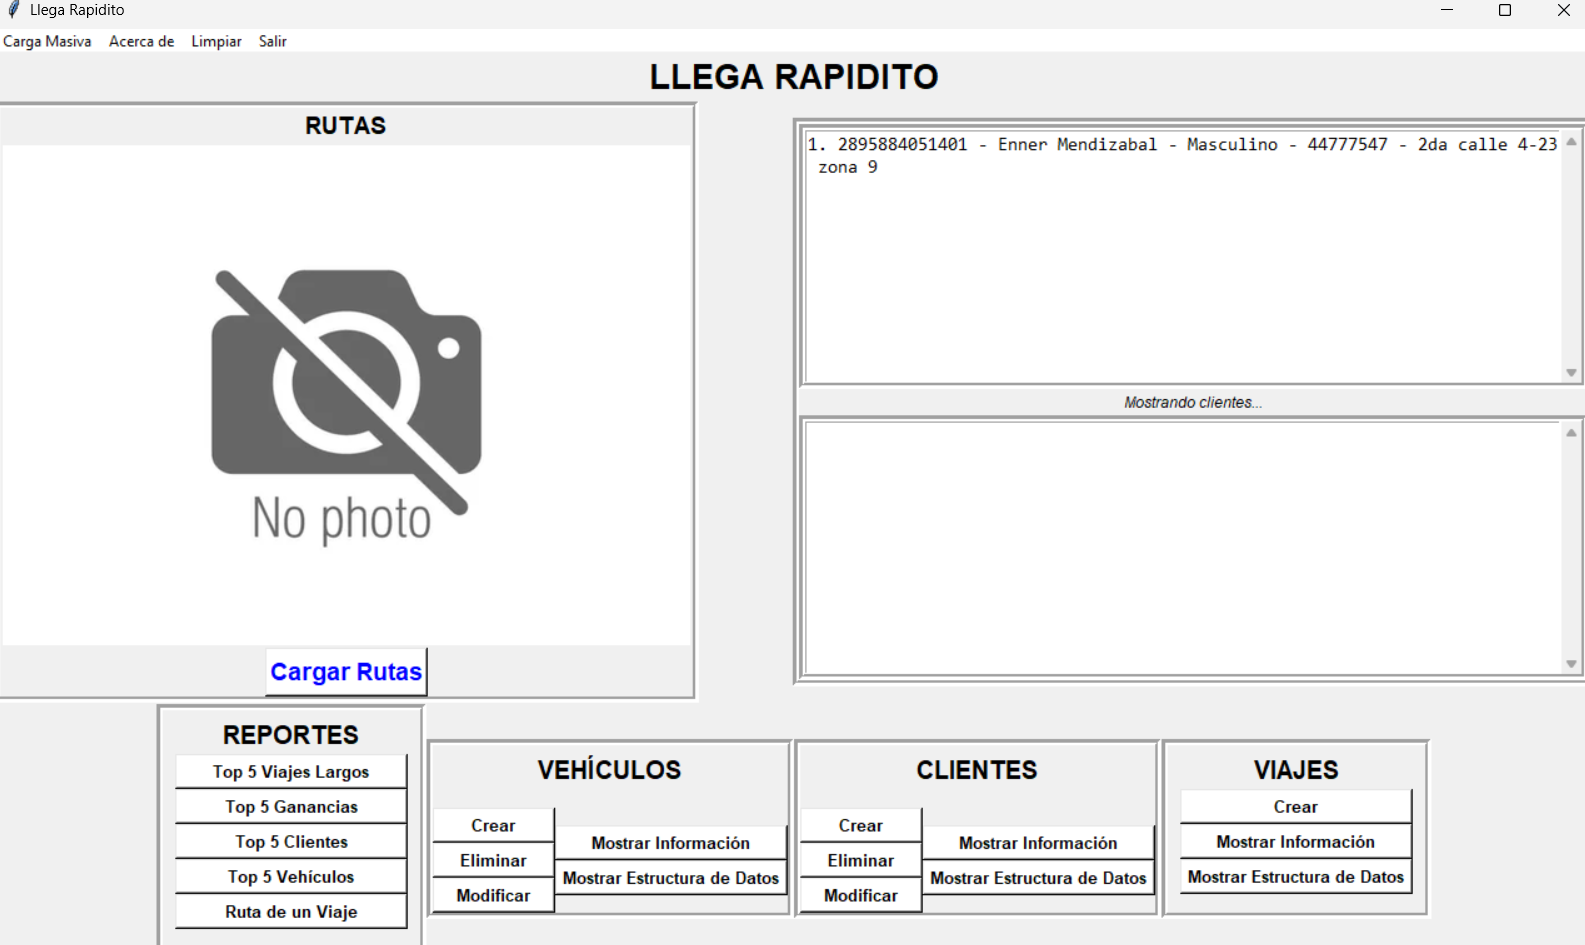 Llega Rapidito
Carga Masiva Acerca de Limpiar Salir
LLEGA RAPIDITO
RUTAS
No photo
Cargar Rutas
1. 2895884051401 - Enner Mendizabal - Masculino - 44777547 - 2da calle 4-23
zona 9
Mostrando clientes...
REPORTES
Top 5 Viajes Largos
Top 5 Ganancias
Top 5 Clientes
Top 5 Vehículos
Ruta de un Viaje
VEHÍCULOS
Crear
Eliminar
Modificar
Mostrar Información
Mostrar Estructura de Datos
CLIENTES
Crear
Eliminar
Modificar
Mostrar Información
Mostrar Estructura de Datos
VIAJES
Crear
Mostrar Información
Mostrar Estructura de Datos